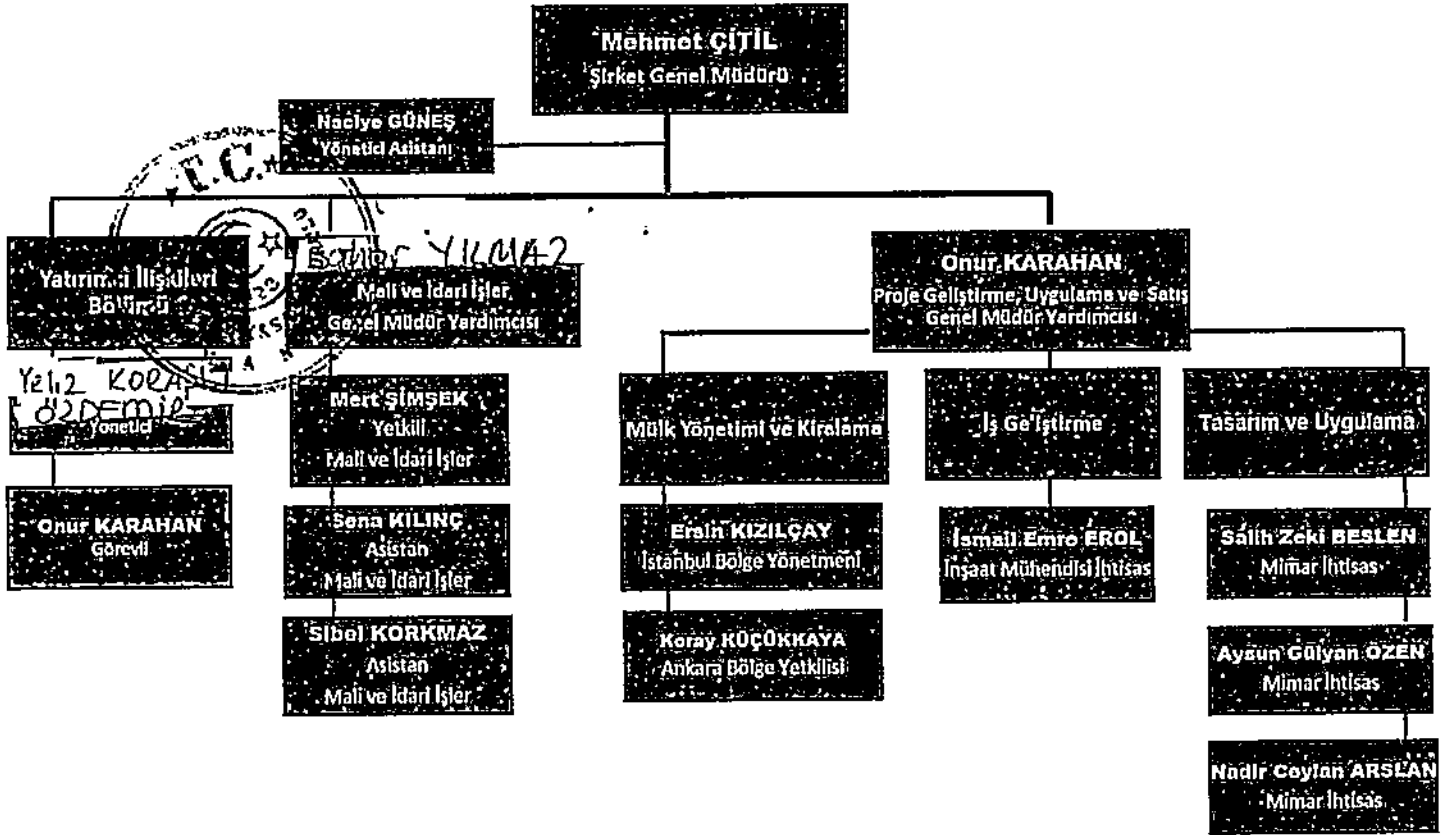 Mehmet ÇİTİL
Şirket Genel Müdürü
Naciye GÜNEŞ
Yönetici Asistanı
T.C.
Yatırımcı İlişkileri
Bölümü
YILMAZ
Mali ve İdari İşler
Genel Müdür Yardımcısı
Onur KARAHAN
Proje Geliştirme, Uygulama ve Satış
Genel Müdür Yardımcısı
Yeliz KORAŞ
ÖZDEMİR
Yönetici
Onur KARAHAN
Görevli
Mert ŞİMŞEK
Yetkili
Mali ve İdari İşler
Sena KILINÇ
Asistan
Mali ve İdari İşler
Sibel KORKMAZ
Asistan
Mali ve İdari İşler
Mülk Yönetimi ve Kiralama
Ersin KIZILÇAY
İstanbul Bölge Yönetmeni
Koray KÜÇÜKKAYA
Ankara Bölge Yetkilisi
İş Geliştirme
İsmail Emre EROL
İnşaat Mühendisi İhtisas
Tasarım ve Uygulama
Salih Zeki BESLEN
Mimar İhtisas
Aysun Gülyan ÖZEN
Mimar İhtisas
Nadir Ceylan ARSLAN
Mimar İhtisas